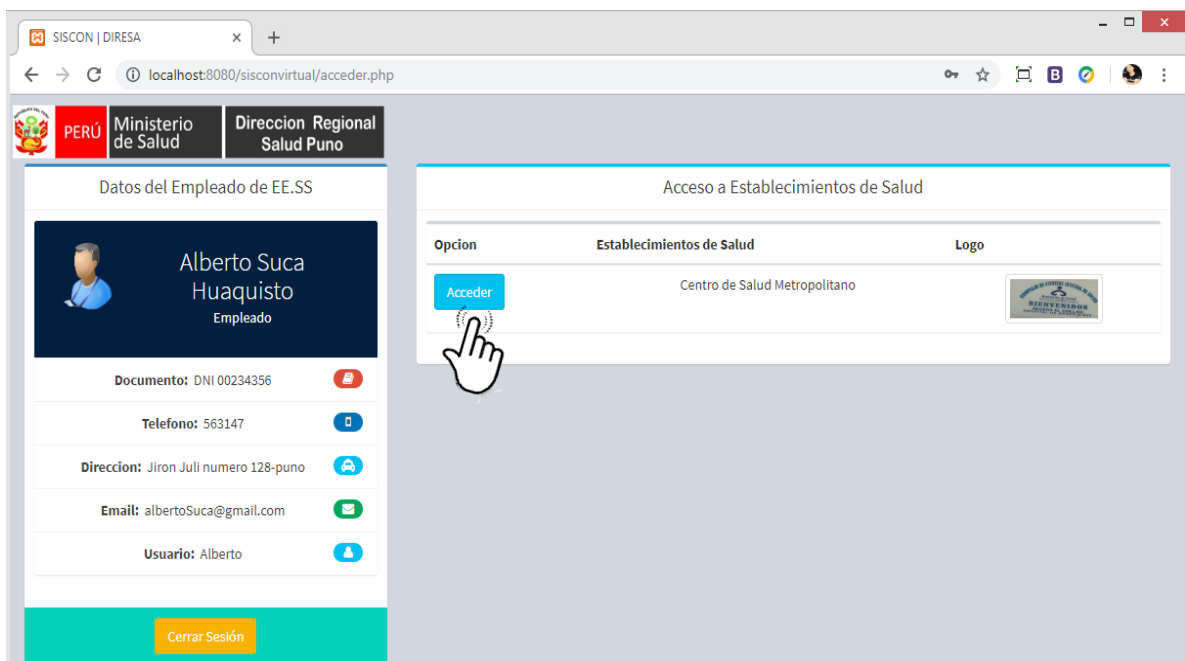 SISCON | DIRESA
localhost:8080/sisconvirtual/acceder.php
B
PERÚ
Ministerio
de Salud
Direccion Regional
Salud Puno
Datos del Empleado de EE.SS
Alberto Suca
Huaquisto
Empleado
Documento: DNI 00234356
Telefono: 563147
Direccion: Jiron Juli numero 128-puno
Email: albertoSuca@gmail.com
Usuario: Alberto
Cerrar Sesión
Acceso a Establecimientos de Salud
Opcion Establecimientos de Salud Logo
Acceder Centro de Salud Metropolitano
BIENVENIDOS